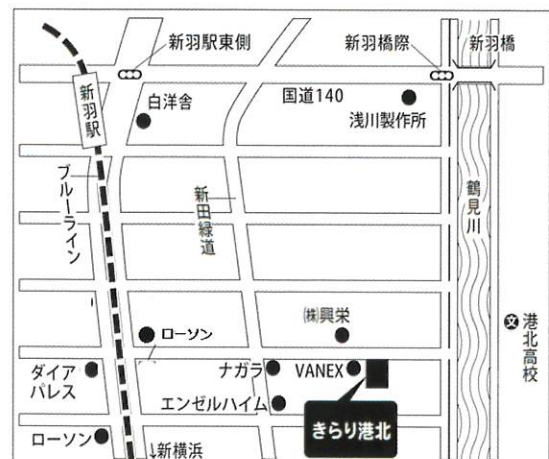 新羽駅東側
新羽橋際
新羽橋
新羽駅
白洋舎
国道140
浅川製作所
ブルーライン
新田緑道
鶴見川
㈱興栄
港北高校
ローソン
ダイア
パレス
ナガラ
VANEX
エンゼルハイム
きらり港北
ローソン
↓新横浜
文